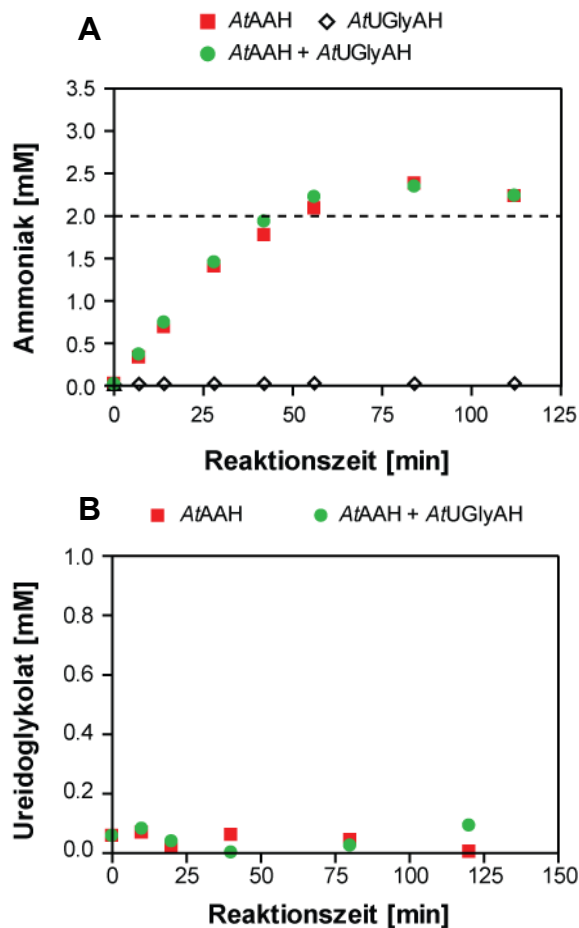 A
AtAAH AtUGlyAH
AtAAH + AtUGlyAH
Ammoniak [mM]
3.5
3.0
2.5
2.0
1.5
1.0
0.5
0.0
0 25 50 75 100 125
Reaktionszeit [min]
B
AtAAH AtAAH + AtUGlyAH
Ureidoglykolat [mM]
1.0
0.8
0.6
0.4
0.2
0.0
0 25 50 75 100 125 150
Reaktionszeit [min]